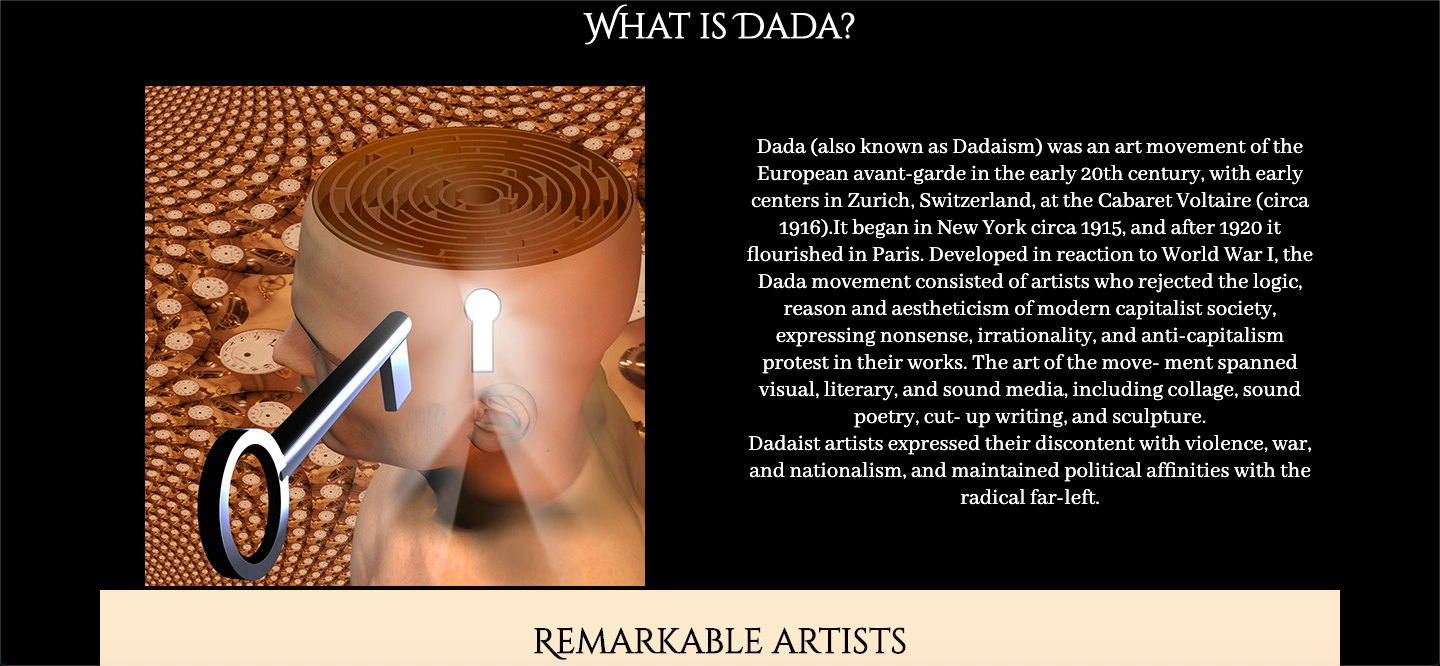 What is Dada?
Dada (also known as Dadaism) was an art movement of the
European avant-garde in the early 20th century, with early
centers in Zurich, Switzerland, at the Cabaret Voltaire (circa
1916).It began in New York circa 1915, and after 1920 it
flourished in Paris. Developed in reaction to World War I, the
Dada movement consisted of artists who rejected the logic,
reason and aestheticism of modern capitalist society,
expressing nonsense, irrationality, and anti-capitalism
protest in their works. The art of the move- ment spanned
visual, literary, and sound media, including collage, sound
poetry, cut- up writing, and sculpture.
Dadaist artists expressed their discontent with violence, war,
and nationalism, and maintained political affinities with the
radical far-left.
Remarkable artists